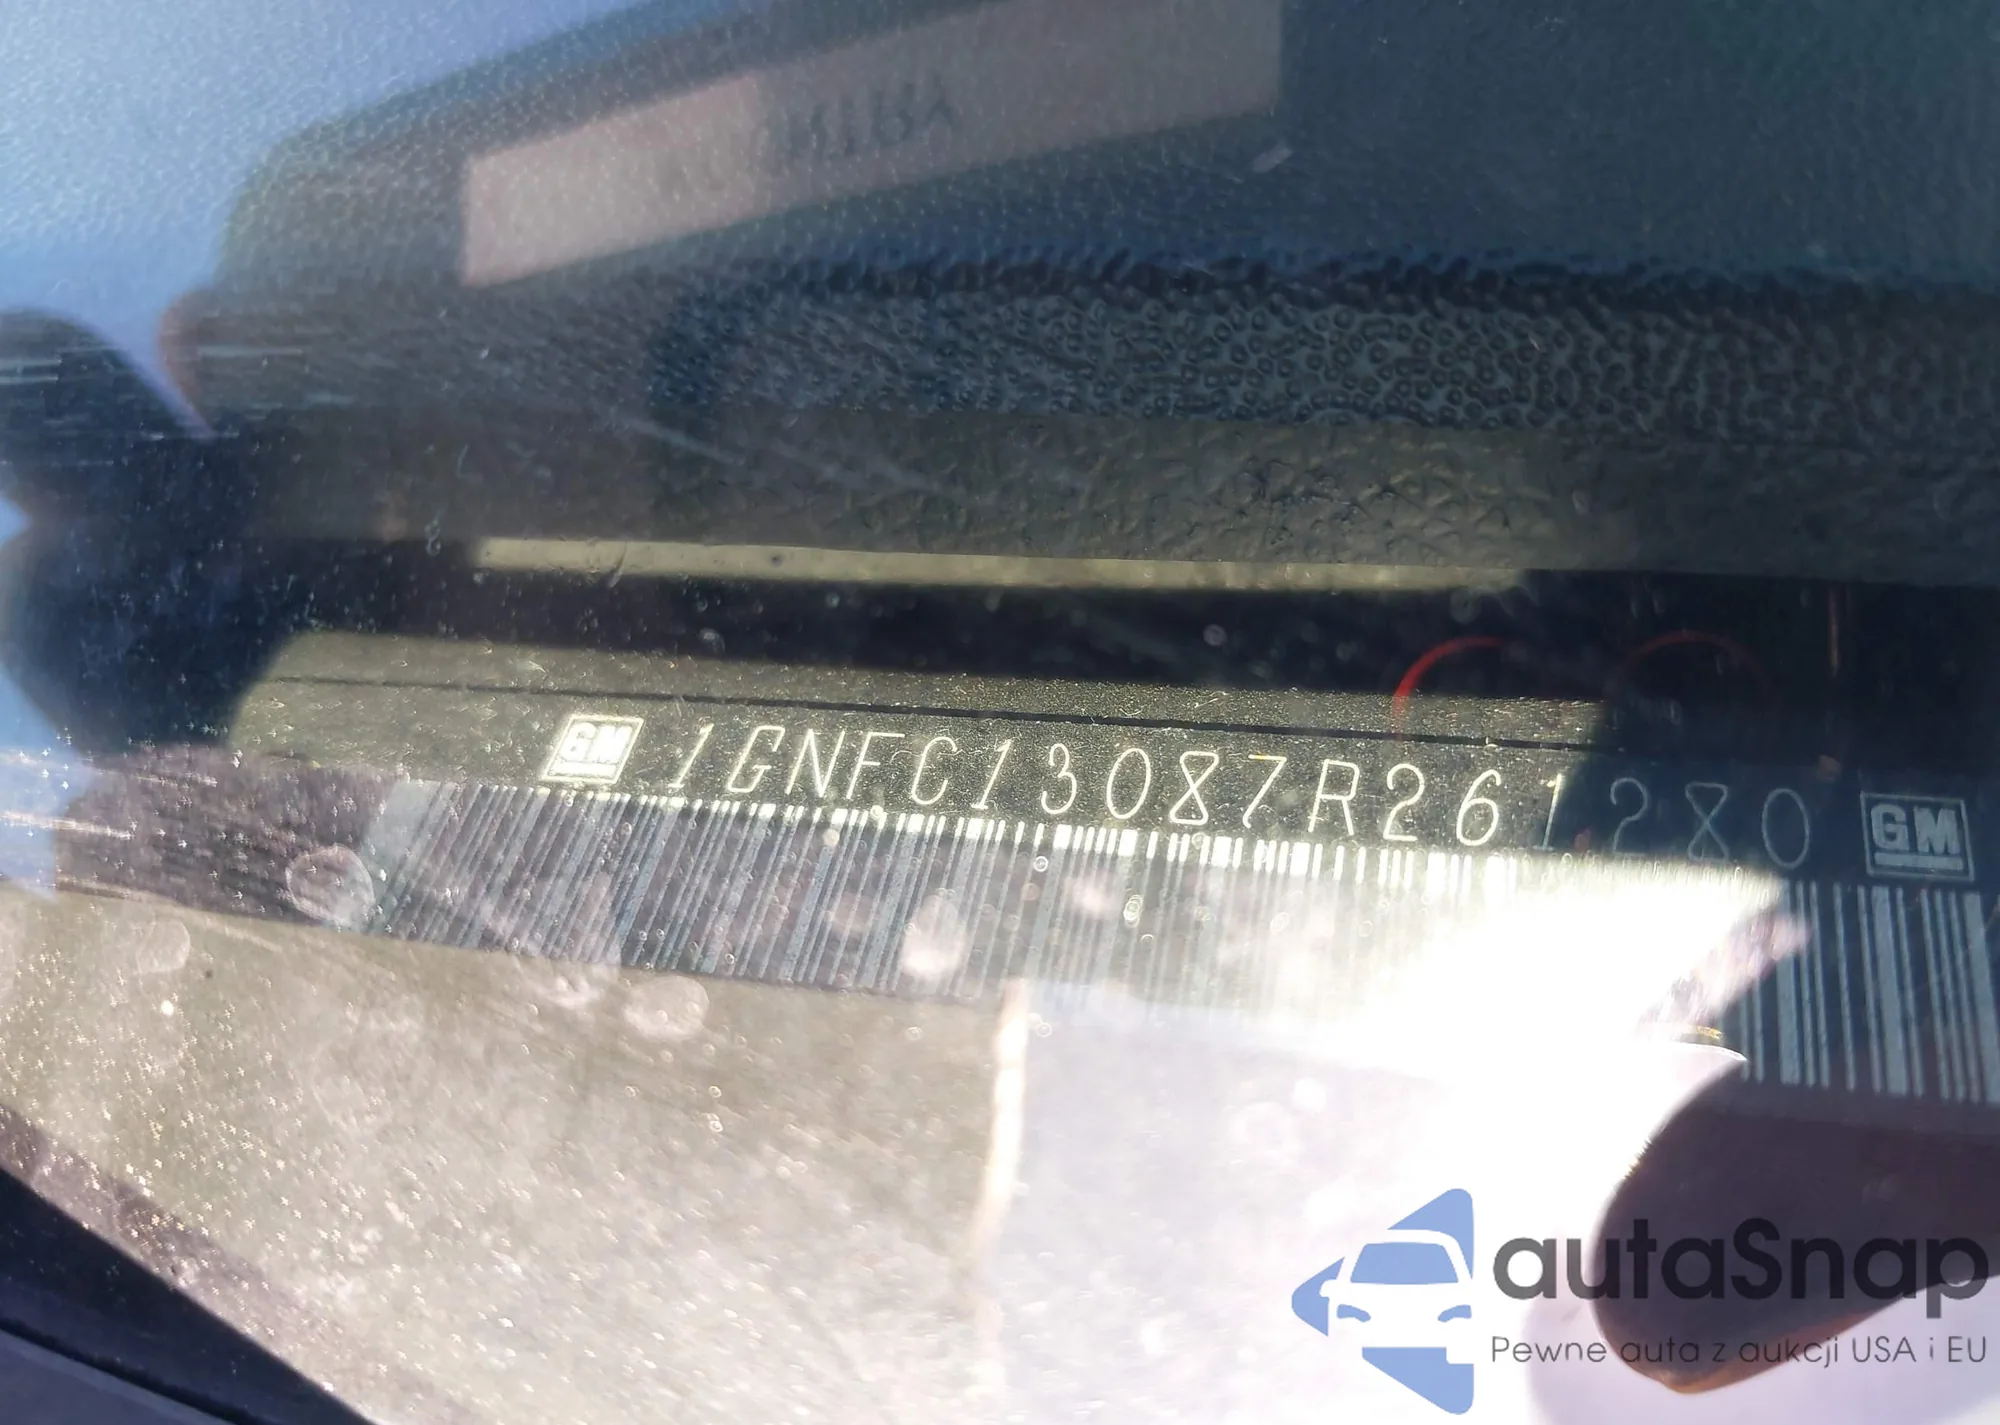 GM 1GNFC13087R261280 GM
autaSnap
Pewne auta z aukcji USA i EU